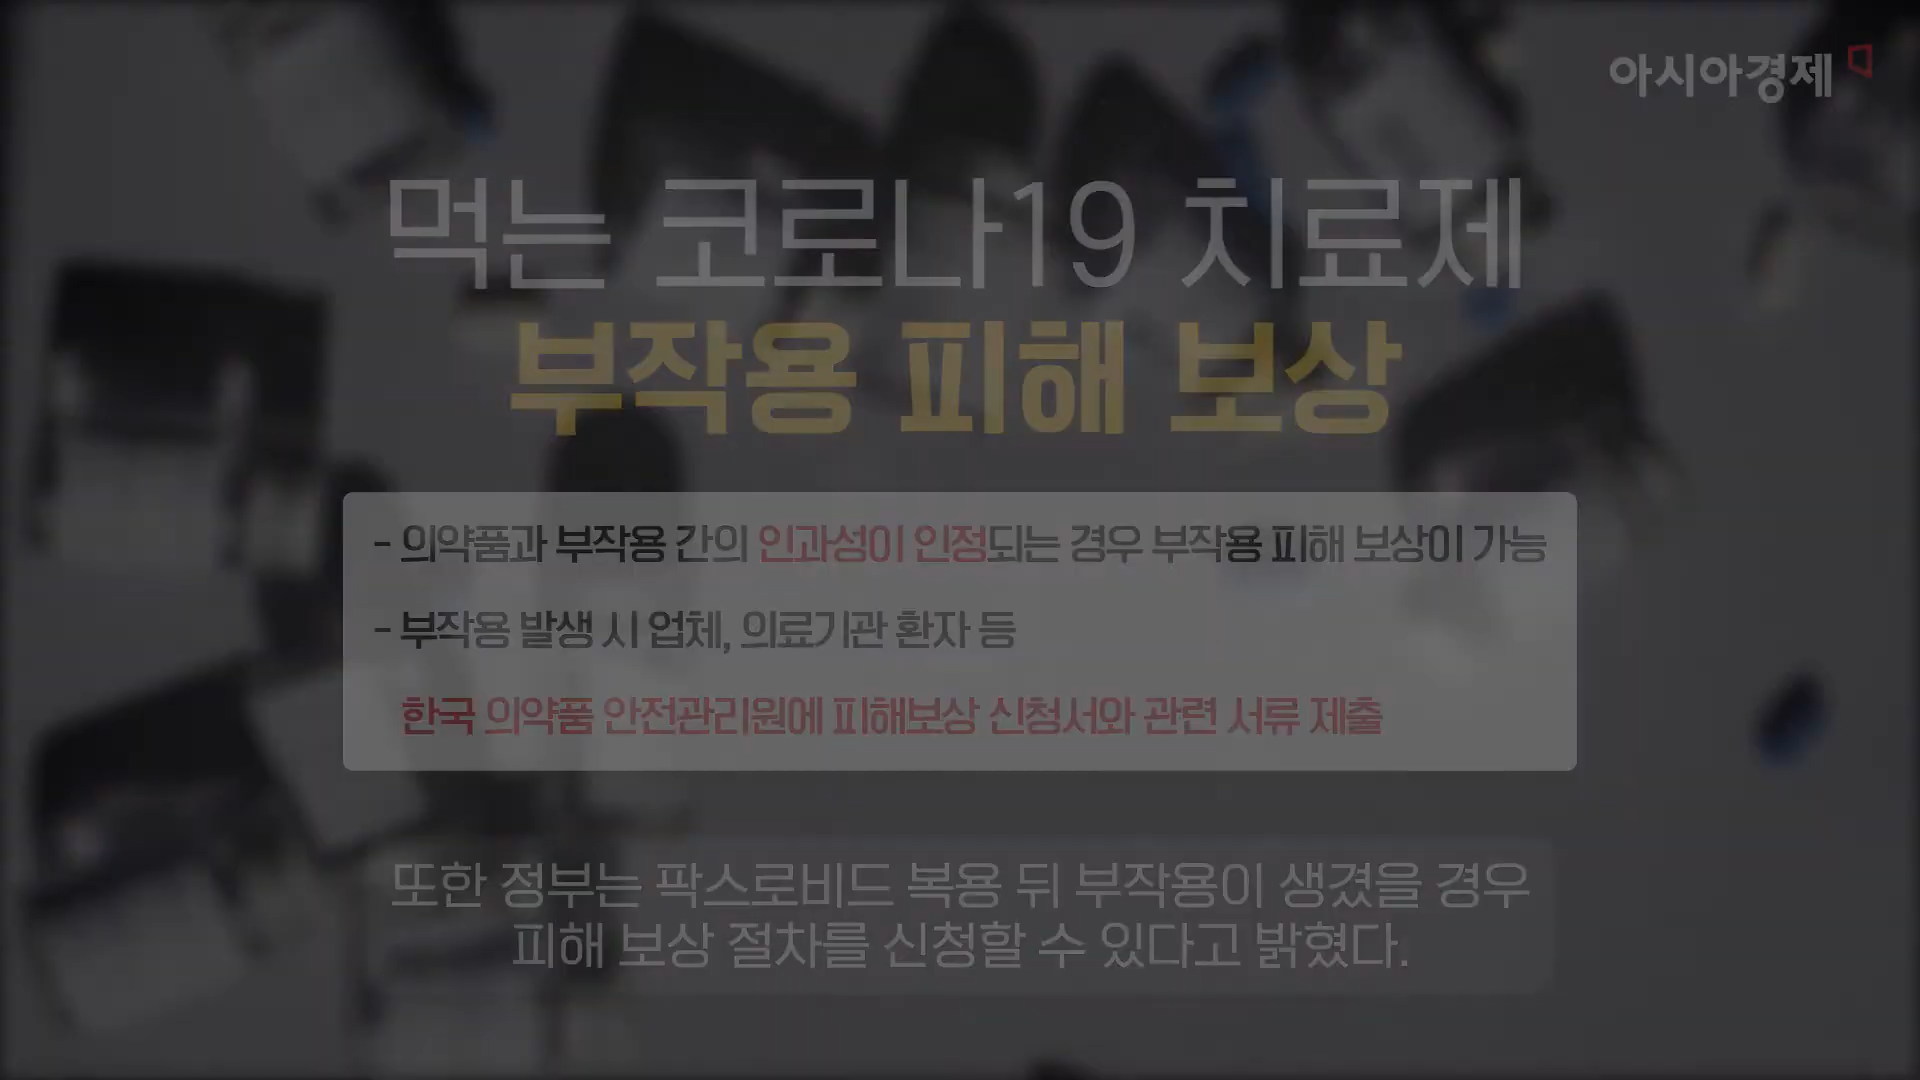 아시아경제
먹는 코로나19 치료제
부작용 피해 보상
- 의약품과 부작용 간의 인과성이 인정되는 경우 부작용 피해 보상이 가능
- 부작용 발생 시 업체, 의료기관 환자 등
한국 의약품 안전관리원에 피해보상 신청서와 관련 서류 제출
또한 정부는 팍스로비드 복용 뒤 부작용이 생겼을 경우
피해 보상 절차를 신청할 수 있다고 밝혔다.